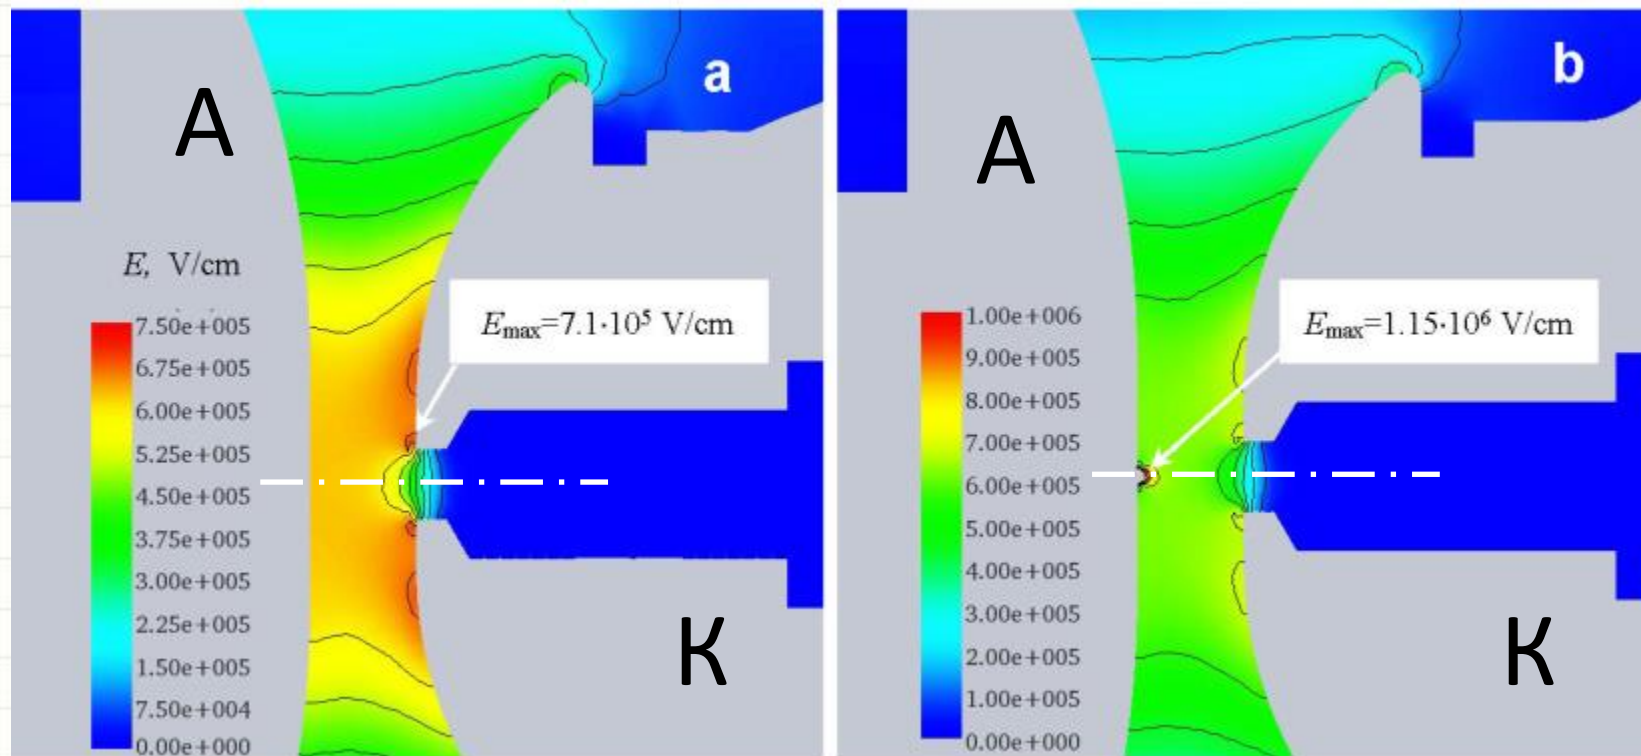 a
А
E, V/cm
Emax=7.1·10⁵ V/cm
7.50e+005
6.75e+005
6.00e+005
5.25e+005
4.50e+005
3.75e+005
3.00e+005
2.25e+005
1.50e+005
7.50e+004
0.00e+000
К
b
А
Emax=1.15·10⁶ V/cm
1.00e+006
9.00e+005
8.00e+005
7.00e+005
6.00e+005
5.00e+005
4.00e+005
3.00e+005
2.00e+005
1.00e+005
0.00e+000
К